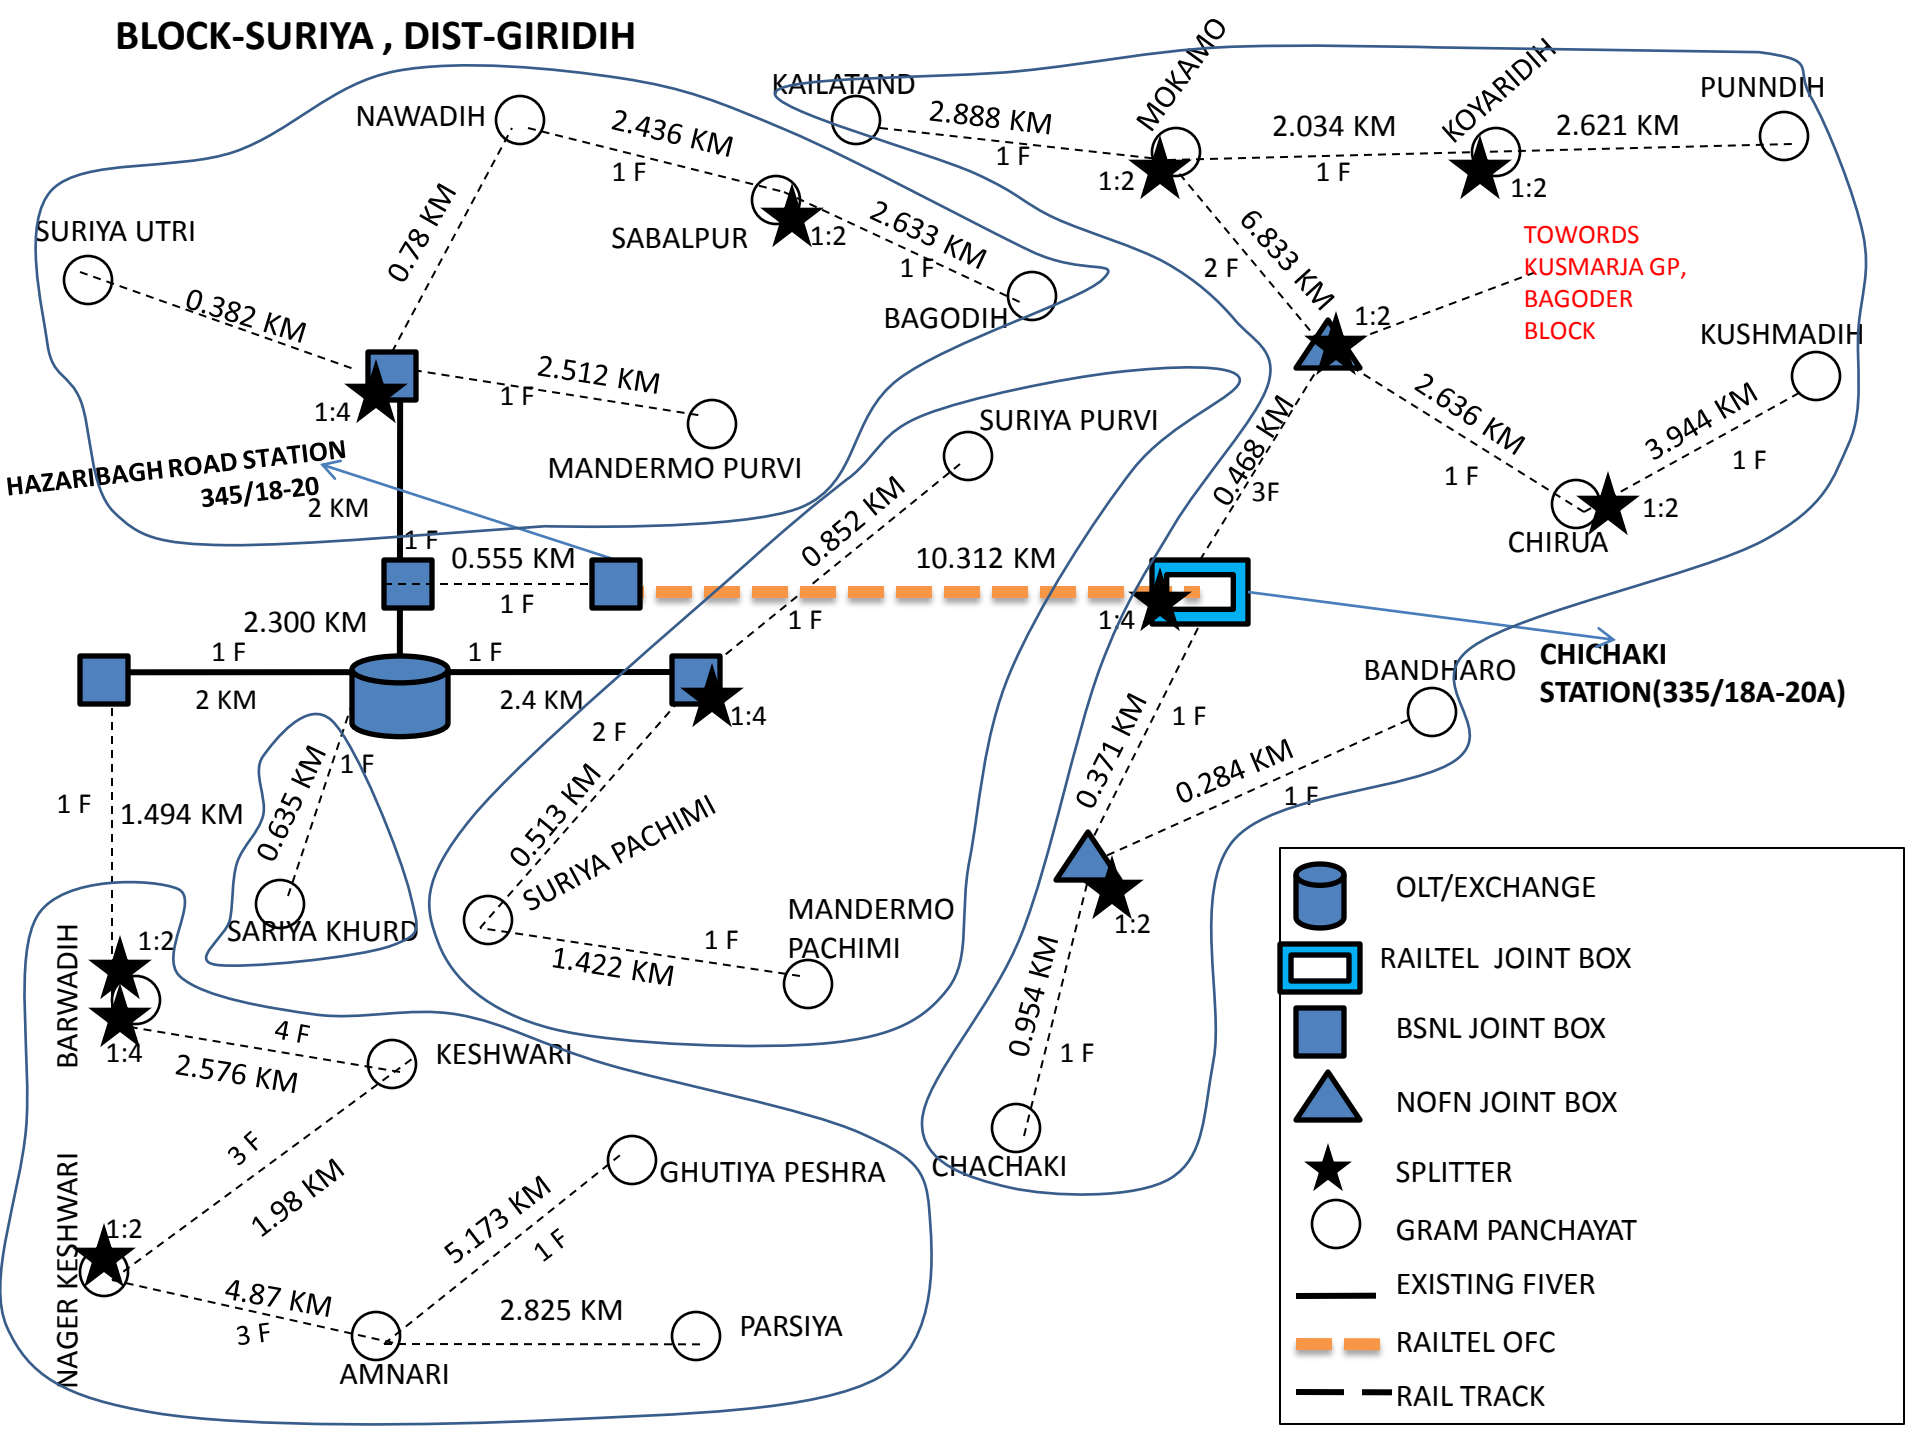 BLOCK-SURIYA , DIST-GIRIDIH
NAWADIH
2.436 KM
1 F
SABALPUR
1:2
2.633 KM
1 F
BAGODIH
0.78 KM
SURIYA UTRI
0.382 KM
1:4
2.512 KM
1 F
MANDERMO PURVI
HAZARIBAGH ROAD STATION
345/18-20
2 KM
1 F
0.555 KM
1 F
2.300 KM
1 F
2 KM
1 F
2.4 KM
KAILATAND
2.888 KM
1 F
MOKAMO
1:2
2.034 KM
1 F
KOYARIDIH
1:2
2.621 KM
PUNNDIH
6.833 KM
2 F
1:2
TOWORDS
KUSMARJA GP,
BAGODER
BLOCK
KUSHMADIH
2.636 KM
1 F
3.944 KM
1 F
1:2
CHIRUA
0.468 KM
3F
SURIYA PURVI
0.852 KM
1 F
10.312 KM
1:4
CHICHAKI
STATION(335/18A-20A)
1:4
2 F
0.513 KM
SURIYA PACHIMI
1 F
1.422 KM
MANDERMO
PACHIMI
0.371 KM
1 F
BANDHARO
0.284 KM
1 F
1:2
0.954 KM
1 F
CHACHAKI
0.635 KM
1 F
SARIYA KHURD
1 F
1.494 KM
BARWADIH
1:2
1:4
4 F
2.576 KM
KESHWARI
3 F
1.98 KM
NAGER KESHWARI
1:2
4.87 KM
3 F
AMNARI
5.173 KM
1 F
GHUTIYA PESHRA
2.825 KM
PARSIYA
OLT/EXCHANGE
RAILTEL JOINT BOX
BSNL JOINT BOX
NOFN JOINT BOX
SPLITTER
GRAM PANCHAYAT
EXISTING FIVER
RAILTEL OFC
RAIL TRACK